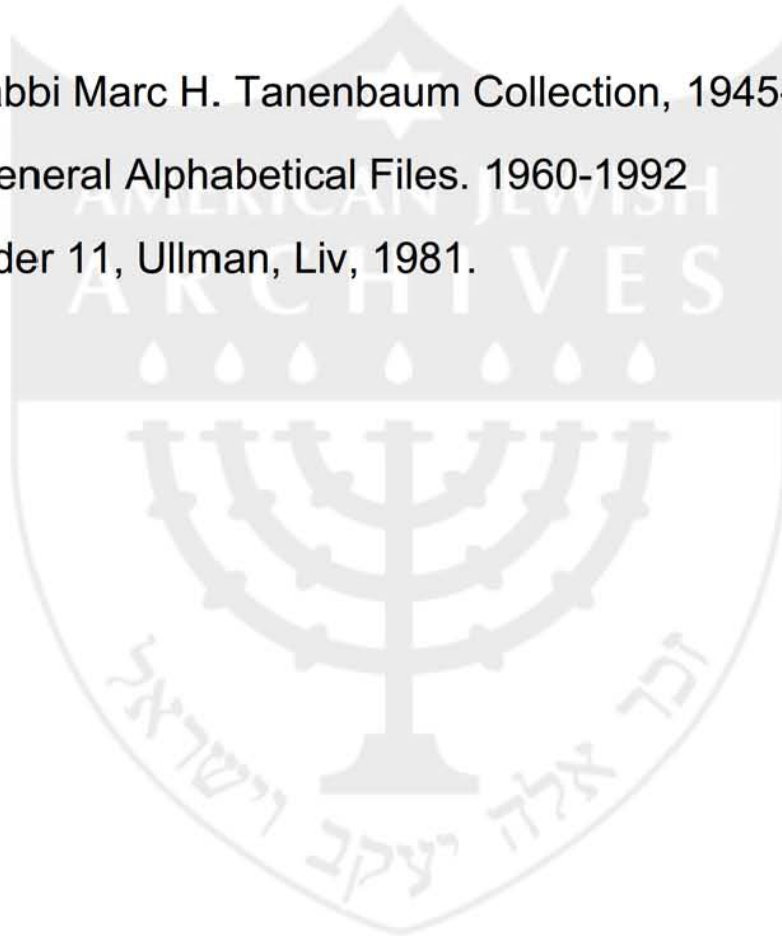 abbi Marc H. Tanenbaum Collection, 1945-
eneral Alphabetical Files. 1960-1992
der 11, Ullman, Liv, 1981.
AMERICAN JEWISH
ARCHIVES
זכר אלה יעקב וישראל